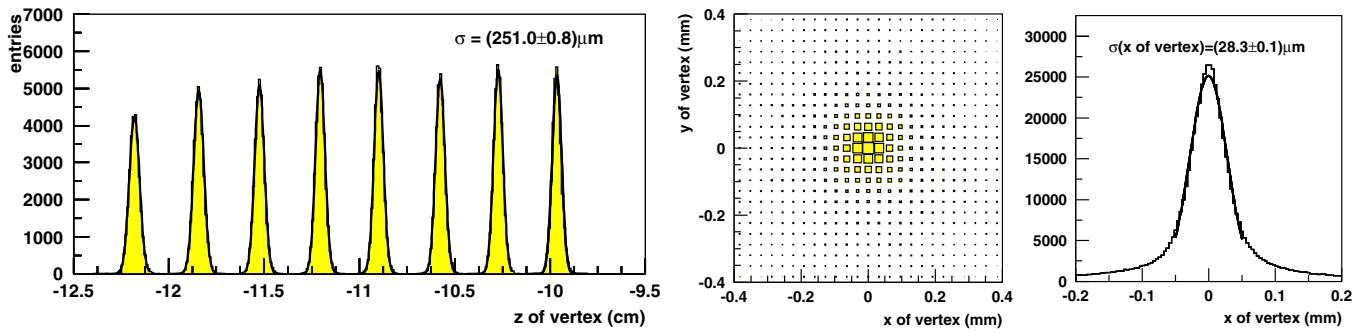 entries
7000
6000
5000
4000
3000
2000
1000
0
σ = (251.0±0.8)μm
-12.5 -12 -11.5 -11 -10.5 -10 -9.5
z of vertex (cm)
y of vertex (mm)
0.4
0.2
0
-0.2
-0.4
-0.4 -0.2 0 0.2 0.4
x of vertex (mm)
30000
25000
20000
15000
10000
5000
0
σ(x of vertex)=(28.3±0.1)μm
-0.2 -0.1 0 0.1 0.2
x of vertex (mm)